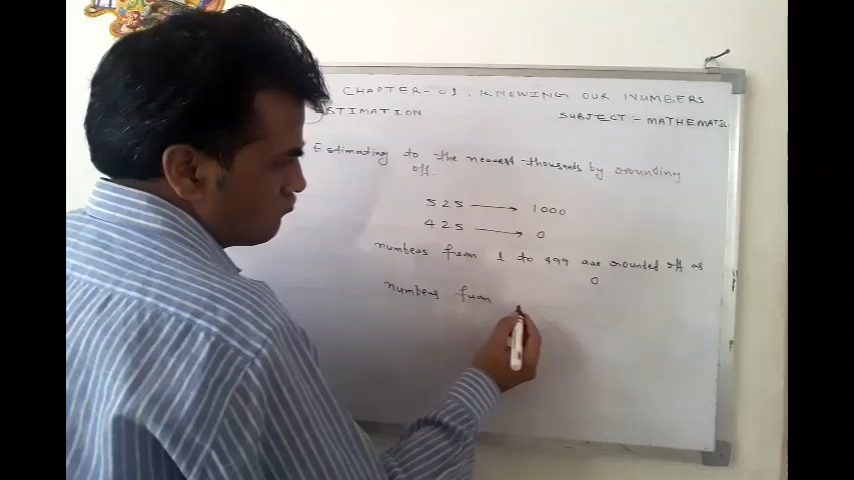 CHAPTER-01, KNOWING OUR NUMBERS
ESTIMATION SUBJECT:- MATHEMATIC
Estimating to the nearest-thousands by rounding
off.
525 → 1000
425 → 0
numbers from 1 to 499 are rounded off as
0
numbers from